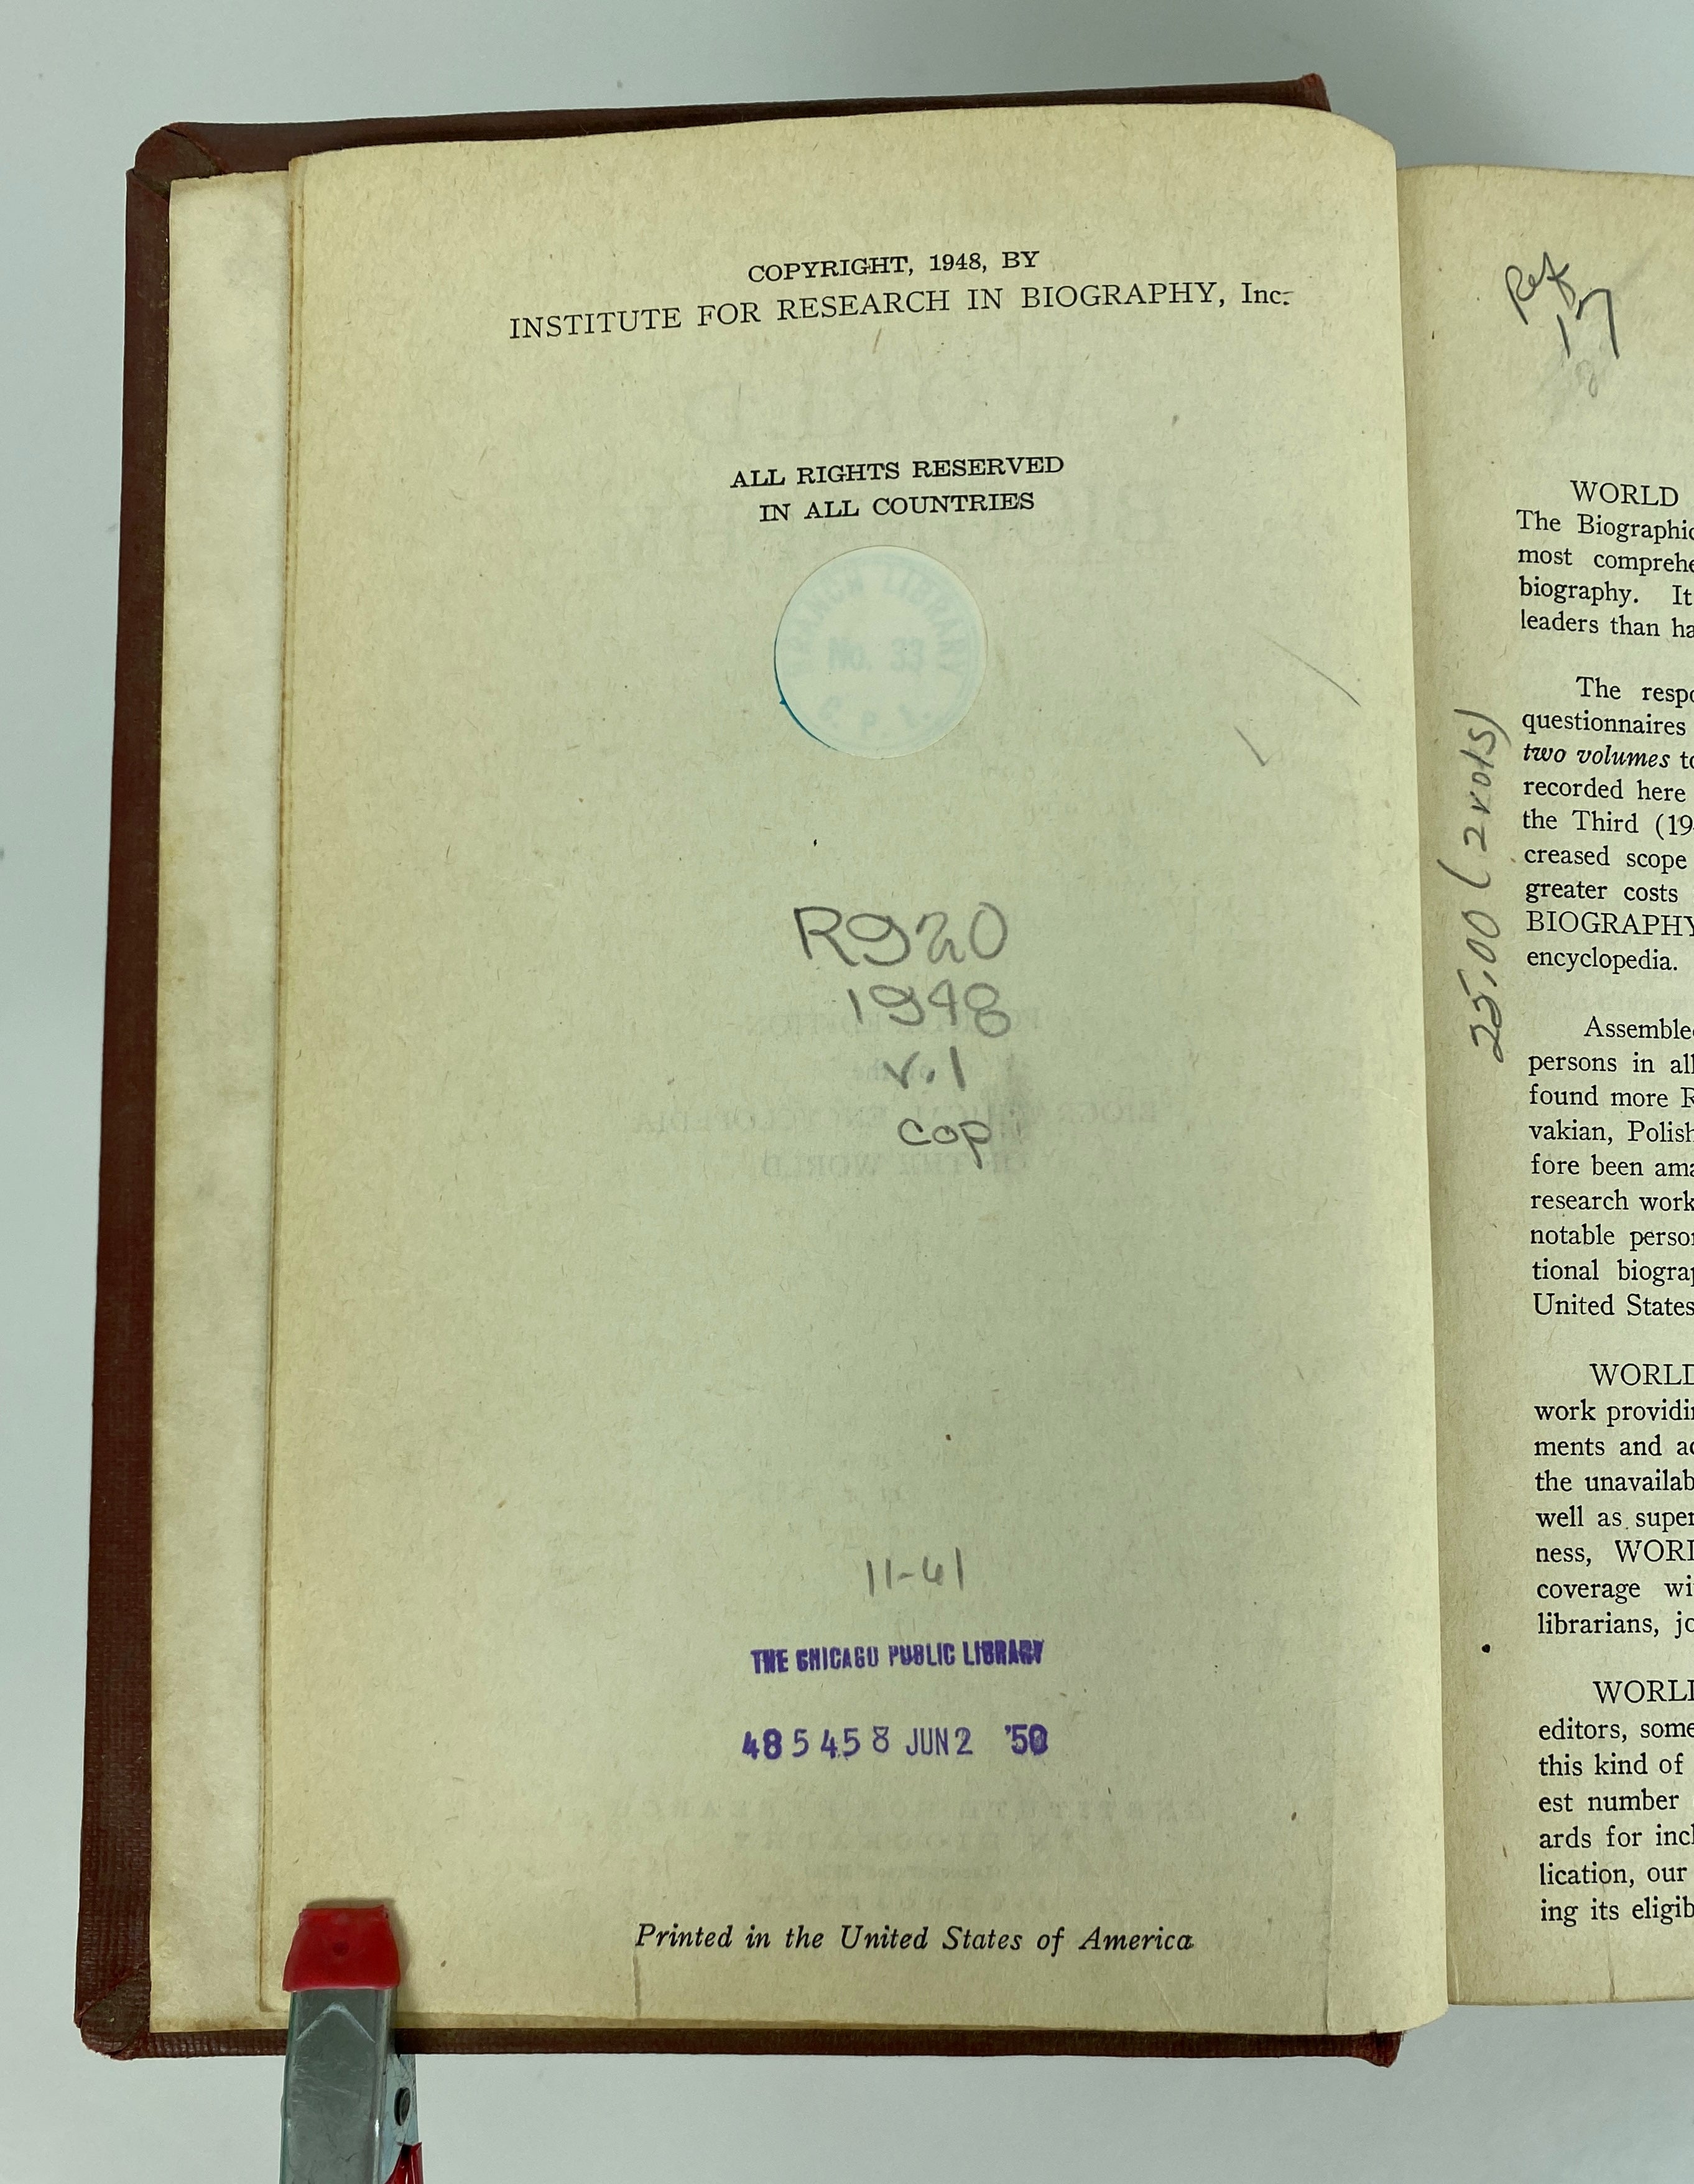 COPYRIGHT, 1948, BY
INSTITUTE FOR RESEARCH IN BIOGRAPHY, Inc.
ALL RIGHTS RESERVED
IN ALL COUNTRIES
BRANCH LIBRARY
No. 33
C. P. L.
R920
1948
v.1
cop
11-61
THE CHICAGO PUBLIC LIBRARY
485458 JUN 2 '50
Printed in the United States of America
Ref
17
25.00 (2 vols)
WORLD
The Biographic
most comprehe
biography. It
leaders than ha
The respo
questionnaires
two volumes to
recorded here
the Third (19
creased scope
greater costs
BIOGRAPHY
encyclopedia.
Assemble
persons in all
found more R
vakian, Polish
fore been ama
research work
notable person
tional biograp
United States
WORLD
work providin
ments and ac
the unavailab
well as super
ness, WORL
coverage wi
librarians, jo
WORLD
editors, some
this kind of
est number
ards for incl
lication, our
ing its eligib